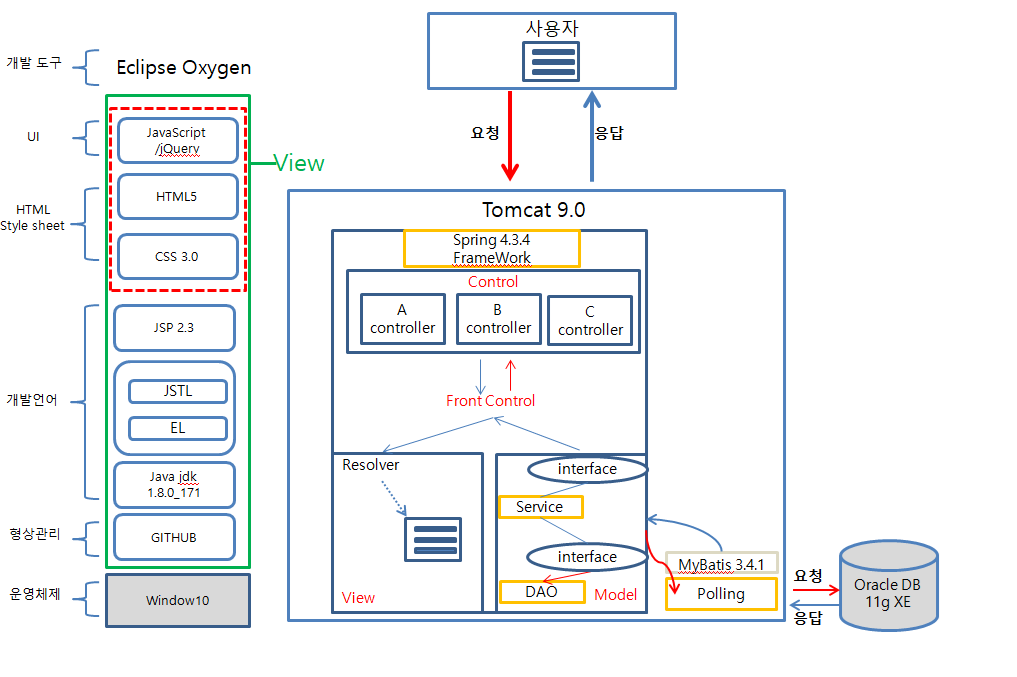 개발 도구
Eclipse Oxygen
UI
JavaScript
/jQuery
HTML
Style sheet
HTML5
CSS 3.0
View
개발언어
JSP 2.3
JSTL
EL
Java jdk
1.8.0_171
형상관리
GITHUB
운영체제
Window10
사용자
요청
응답
Tomcat 9.0
Spring 4.3.4
FrameWork
Control
A
controller
B
controller
C
controller
Front Control
Resolver
View
interface
Service
interface
DAO
Model
MyBatis 3.4.1
Polling
요청
응답
Oracle DB
11g XE